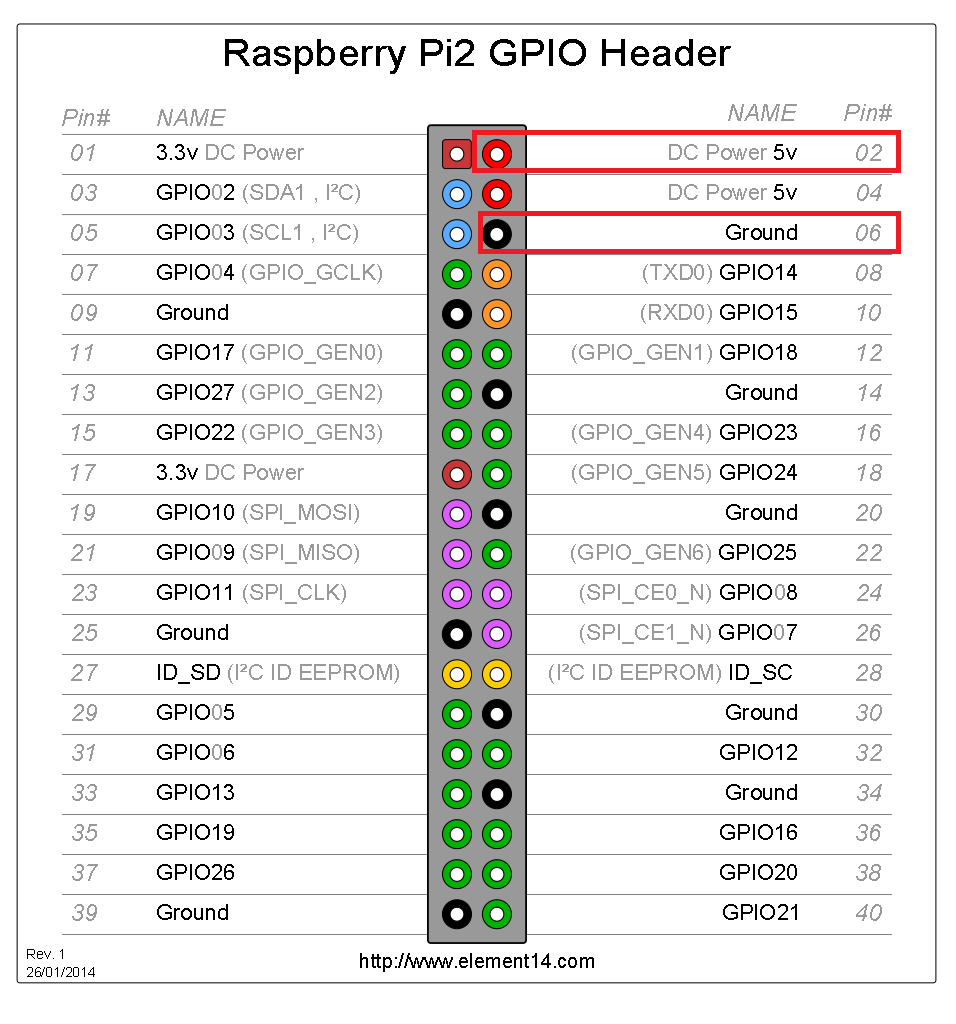 Raspberry Pi2 GPIO Header
Pin# NAME NAME Pin#
01 3.3v DC Power DC Power 5v 02
03 GPIO02 (SDA1 , I²C) DC Power 5v 04
05 GPIO03 (SCL1 , I²C) Ground 06
07 GPIO04 (GPIO_GCLK) (TXD0) GPIO14 08
09 Ground (RXD0) GPIO15 10
11 GPIO17 (GPIO_GEN0) (GPIO_GEN1) GPIO18 12
13 GPIO27 (GPIO_GEN2) Ground 14
15 GPIO22 (GPIO_GEN3) (GPIO_GEN4) GPIO23 16
17 3.3v DC Power (GPIO_GEN5) GPIO24 18
19 GPIO10 (SPI_MOSI) Ground 20
21 GPIO09 (SPI_MISO) (GPIO_GEN6) GPIO25 22
23 GPIO11 (SPI_CLK) (SPI_CE0_N) GPIO08 24
25 Ground (SPI_CE1_N) GPIO07 26
27 ID_SD (I²C ID EEPROM) (I²C ID EEPROM) ID_SC 28
29 GPIO05 Ground 30
31 GPIO06 GPIO12 32
33 GPIO13 Ground 34
35 GPIO19 GPIO16 36
37 GPIO26 GPIO20 38
39 Ground GPIO21 40
Rev. 1
26/01/2014
http://www.element14.com